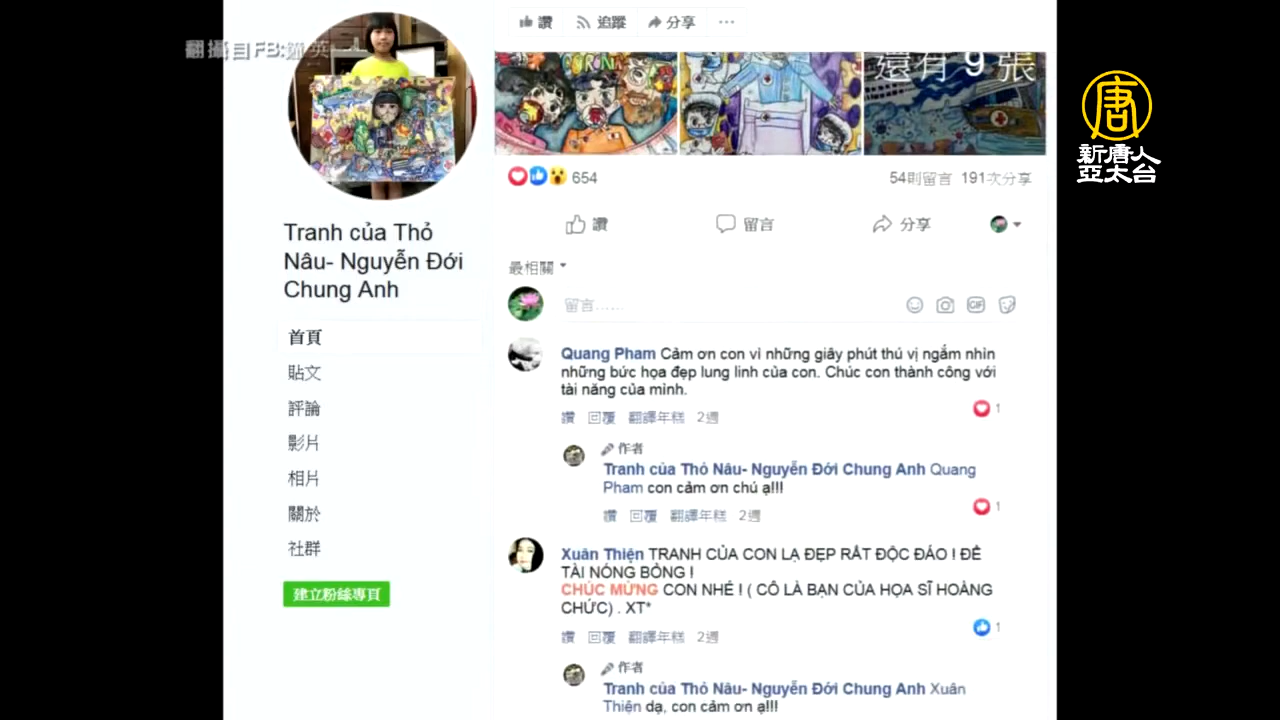 翻攝自FB:
讚 追蹤 分享
CORONA
還有 9 張
唐
新唐人
亞太台
654
54則留言 191次分享
讚 留言 分享
最相關
留言……
GIF
Tranh của Thỏ
Nâu- Nguyễn Đới
Chung Anh
首頁
貼文
評論
影片
相片
關於
社群
建立粉絲專頁
Quang Pham Cảm ơn con vì những giây phút thú vị ngắm nhìn
những bức họa đẹp lung linh của con. Chúc con thành công với
tài năng của mình.
讚 回覆 翻譯年糕 2週
1
作者
Tranh của Thỏ Nâu- Nguyễn Đới Chung Anh Quang
Pham con cảm ơn chú ạ!!!
讚 回覆 翻譯年糕 2週
1
Xuân Thiện TRANH CỦA CON LẠ ĐẸP RẤT ĐỘC ĐÁO ! ĐỀ
TÀI NÓNG BỎNG !
CHÚC MỪNG CON NHÉ ! ( CÔ LÀ BẠN CỦA HỌA SĨ HOÀNG
CHỨC) . XT*
讚 回覆 翻譯年糕 2週
1
作者
Tranh của Thỏ Nâu- Nguyễn Đới Chung Anh Xuân
Thiện dạ, con cảm ơn ạ!!!